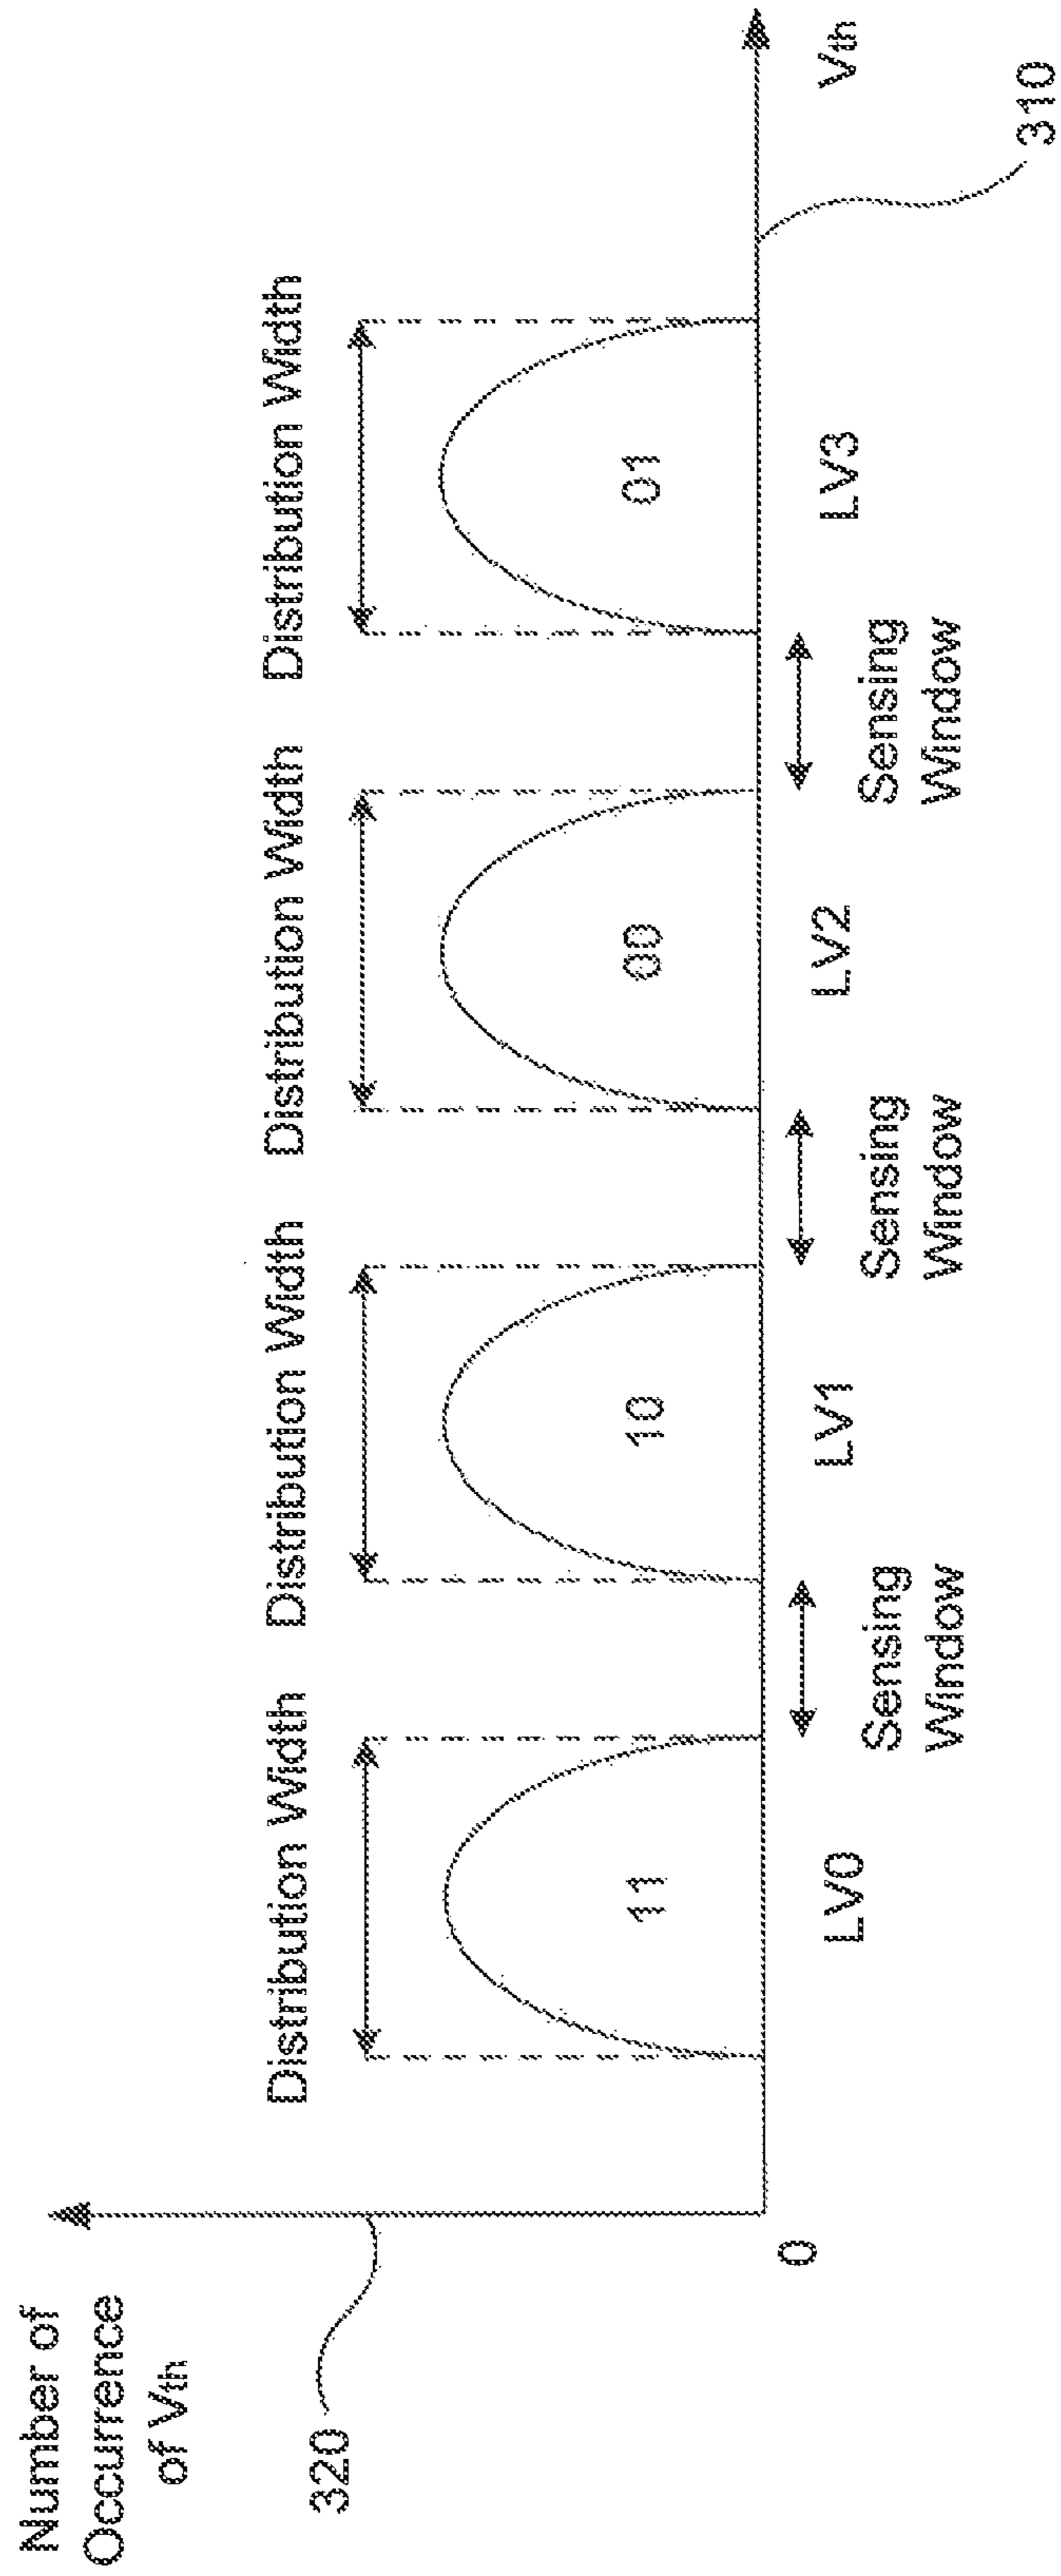 Number of
Occurrence
of Vth
320
Distribution Width
Distribution Width
Distribution Width
Distribution Width
11
10
00
01
0
LV0
LV1
LV2
LV3
Vth
Sensing
Window
Sensing
Window
Sensing
Window
310